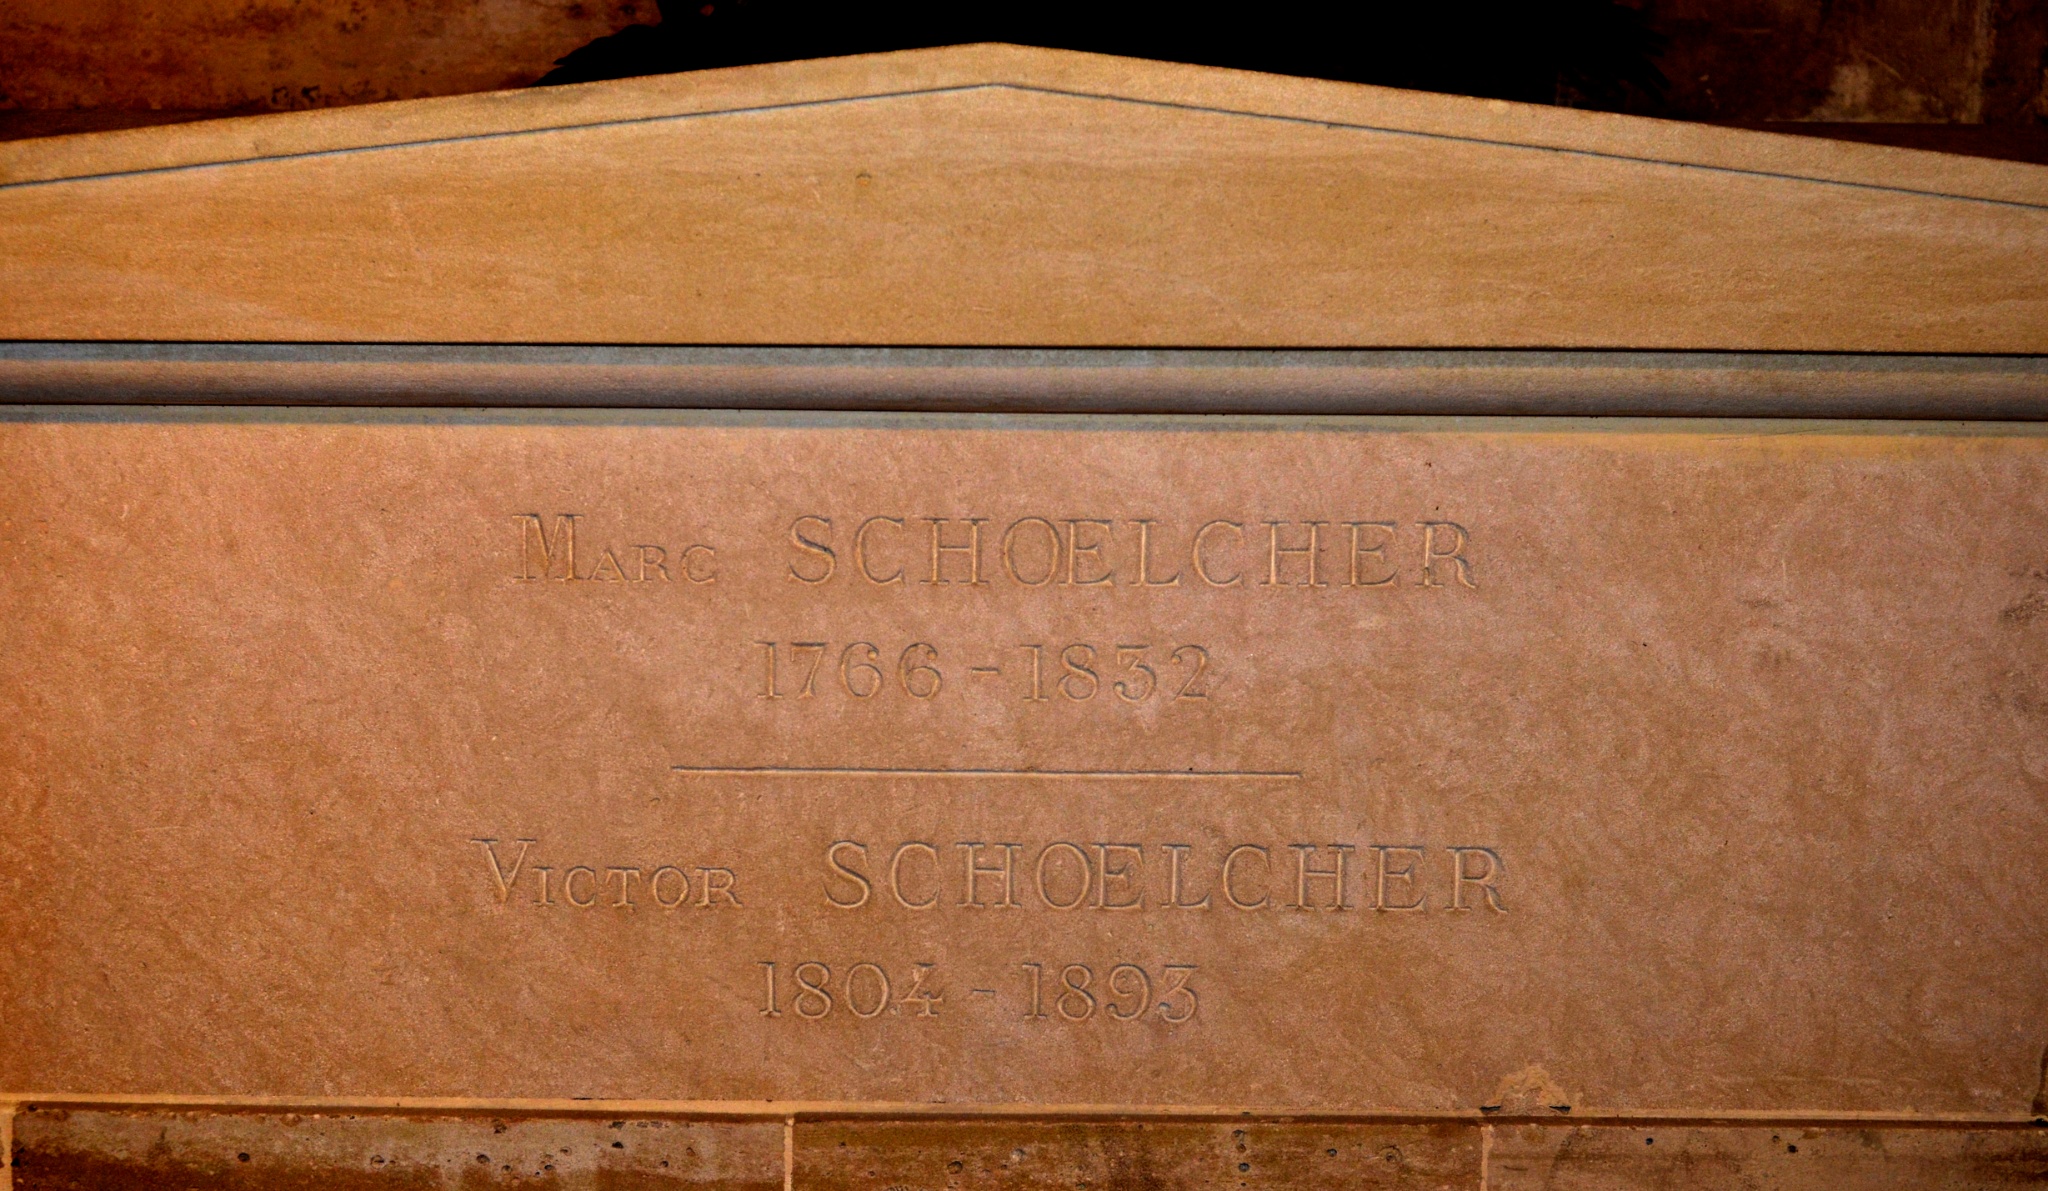 Marc SCHŒLCHER
1766 - 1832
Victor SCHŒLCHER
1804 - 1893